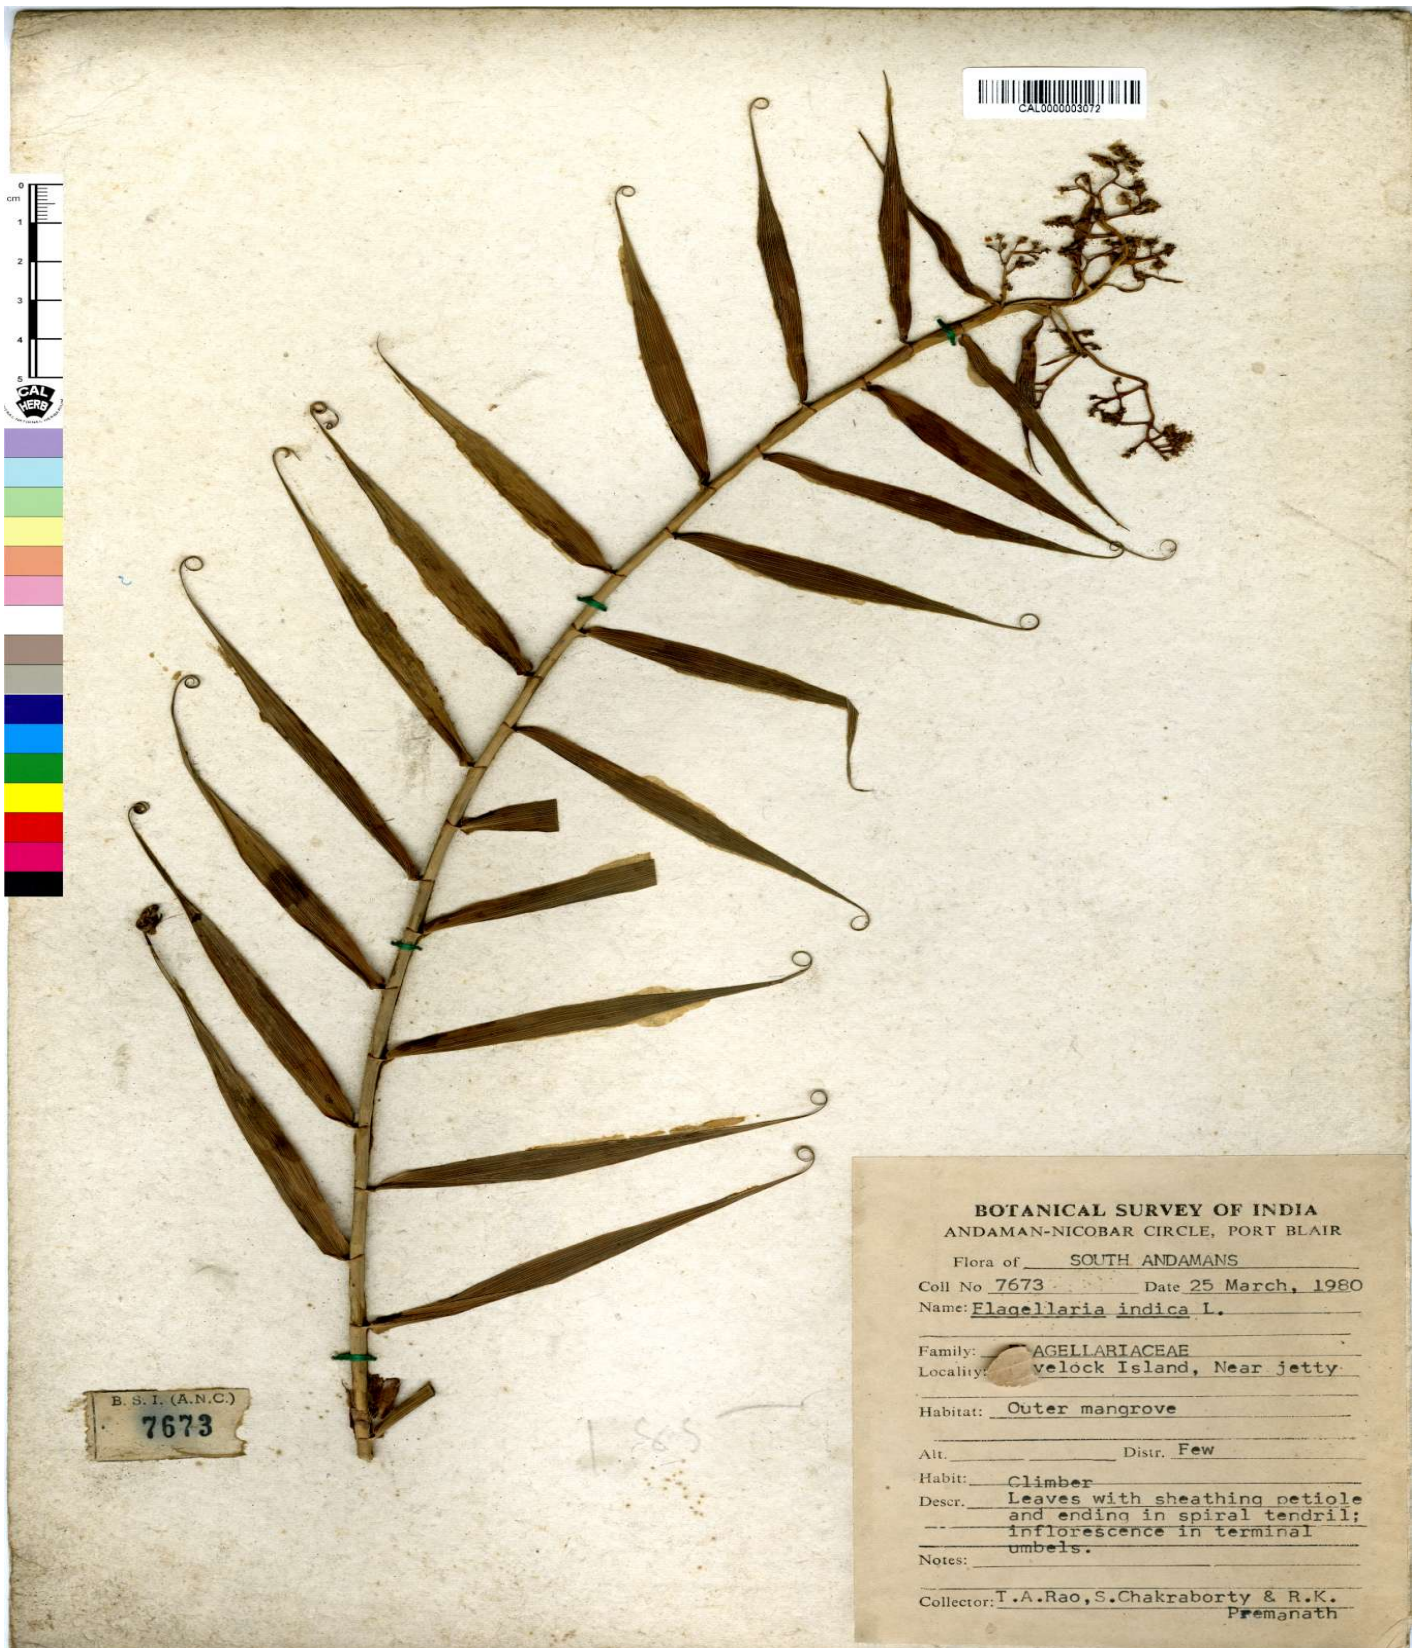 CAL0000003072
0
cm
1
2
3
4
5
CAL
HERB
BOTANICAL SURVEY OF INDIA
ANDAMAN-NICOBAR CIRCLE, PORT BLAIR
Flora of SOUTH ANDAMANS
Coll No 7673 Date 25 March, 1980
Name: Flagellaria indica L.
Family: AGELLARIACEAE
Locality: velock Island, Near jetty
Habitat: Outer mangrove
Alt. Distr. Few
Habit: Climber
Descr. Leaves with sheathing petiole
and ending in spiral tendril;
inflorescence in terminal
umbels.
Notes:
Collector: T.A.Rao, S.Chakraborty & R.K.
Premanath
B. S. I. (A.N.C.)
7673